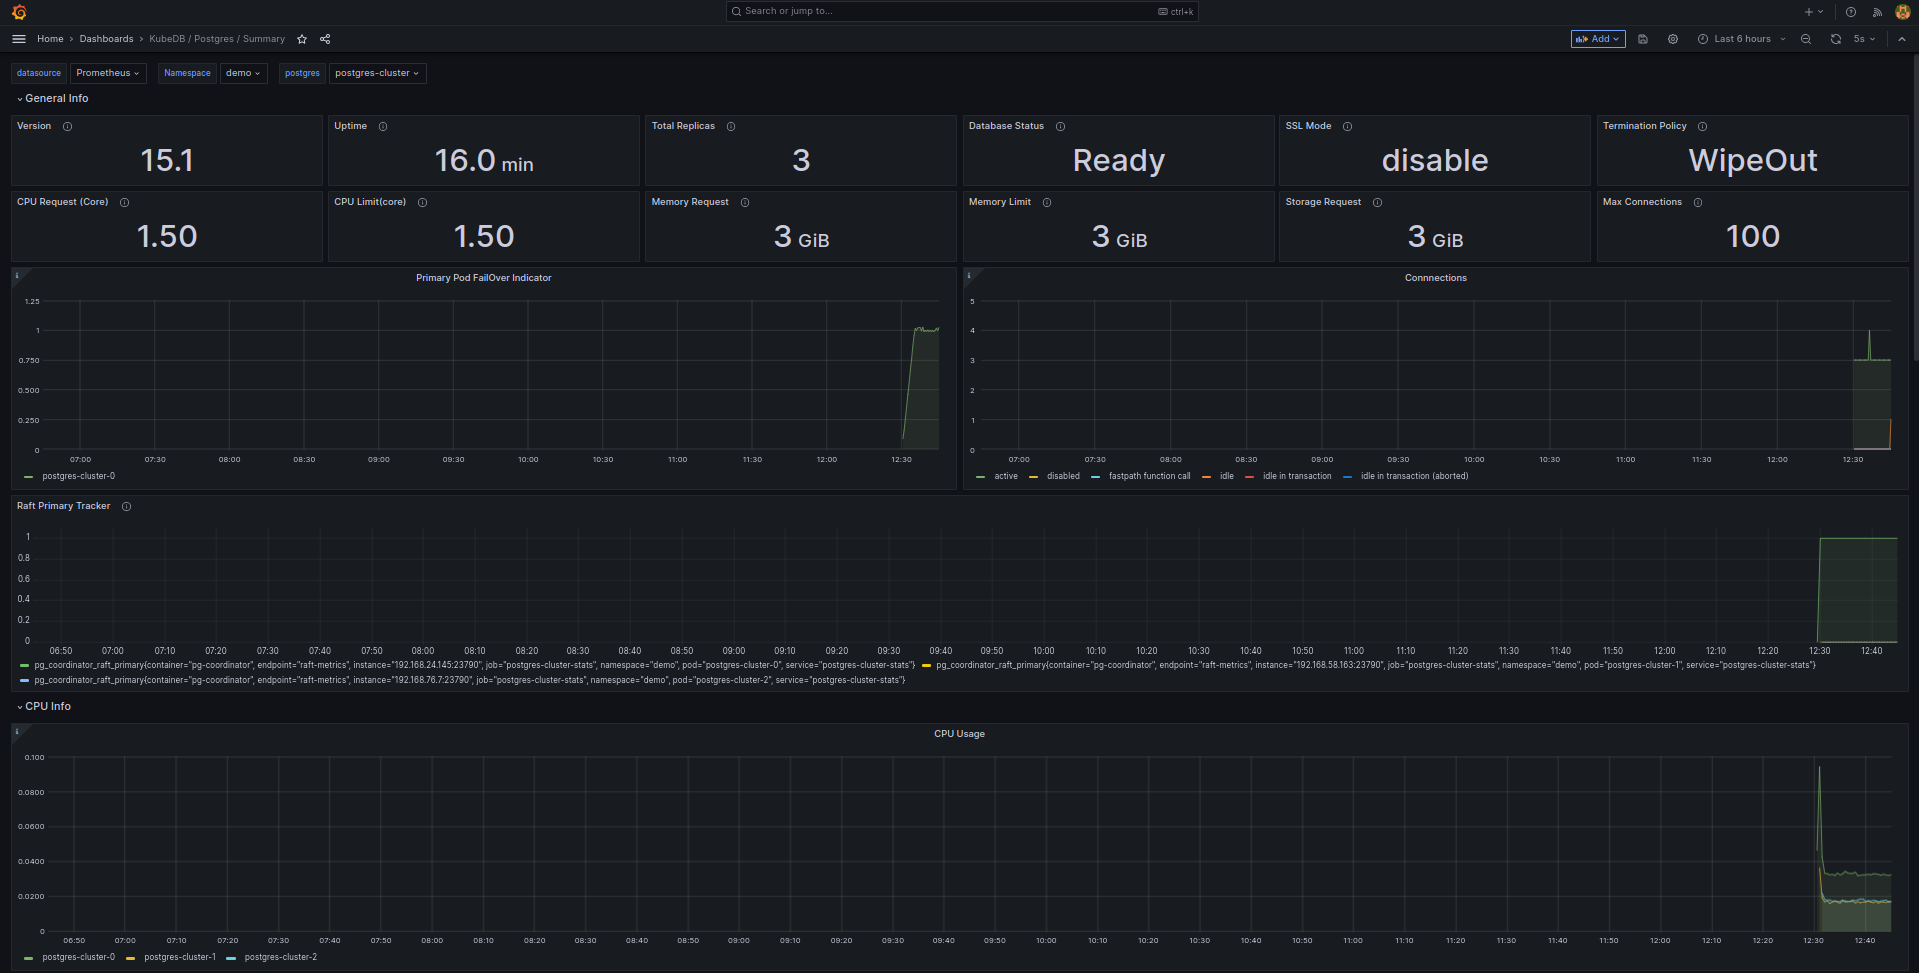 Search or jump to... ctrl+k
Home › Dashboards › KubeDB / Postgres / Summary Add Last 6 hours 5s
datasource Prometheus Namespace demo postgres postgres-cluster
General Info
Version Uptime Total Replicas Database Status SSL Mode Termination Policy
15.1 16.0 min 3 Ready disable WipeOut
CPU Request (Core) CPU Limit(core) Memory Request Memory Limit Storage Request Max Connections
1.50 1.50 3 GiB 3 GiB 3 GiB 100
Primary Pod FailOver Indicator
1.25
1
0.750
0.500
0.250
0
07:00 07:30 08:00 08:30 09:00 09:30 10:00 10:30 11:00 11:30 12:00 12:30
postgres-cluster-0
Connnections
5
4
3
2
1
0
07:00 07:30 08:00 08:30 09:00 09:30 10:00 10:30 11:00 11:30 12:00 12:30
active disabled fastpath function call idle idle in transaction idle in transaction (aborted)
Raft Primary Tracker
1
0.8
0.6
0.4
0.2
0
06:50 07:00 07:10 07:20 07:30 07:40 07:50 08:00 08:10 08:20 08:30 08:40 08:50 09:00 09:10 09:20 09:30 09:40 09:50 10:00 10:10 10:20 10:30 10:40 10:50 11:00 11:10 11:20 11:30 11:40 11:50 12:00 12:10 12:20 12:30 12:40
pg_coordinator_raft_primary{container="pg-coordinator", endpoint="raft-metrics", instance="192.168.24.145:23790", job="postgres-cluster-stats", namespace="demo", pod="postgres-cluster-0", service="postgres-cluster-stats"} pg_coordinator_raft_primary{container="pg-coordinator", endpoint="raft-metrics", instance="192.168.58.163:23790", job="postgres-cluster-stats", namespace="demo", pod="postgres-cluster-1", service="postgres-cluster-stats"}
pg_coordinator_raft_primary{container="pg-coordinator", endpoint="raft-metrics", instance="192.168.76.7:23790", job="postgres-cluster-stats", namespace="demo", pod="postgres-cluster-2", service="postgres-cluster-stats"}
CPU Info
CPU Usage
0.100
0.0800
0.0600
0.0400
0.0200
0
06:50 07:00 07:10 07:20 07:30 07:40 07:50 08:00 08:10 08:20 08:30 08:40 08:50 09:00 09:10 09:20 09:30 09:40 09:50 10:00 10:10 10:20 10:30 10:40 10:50 11:00 11:10 11:20 11:30 11:40 11:50 12:00 12:10 12:20 12:30 12:40
postgres-cluster-0 postgres-cluster-1 postgres-cluster-2